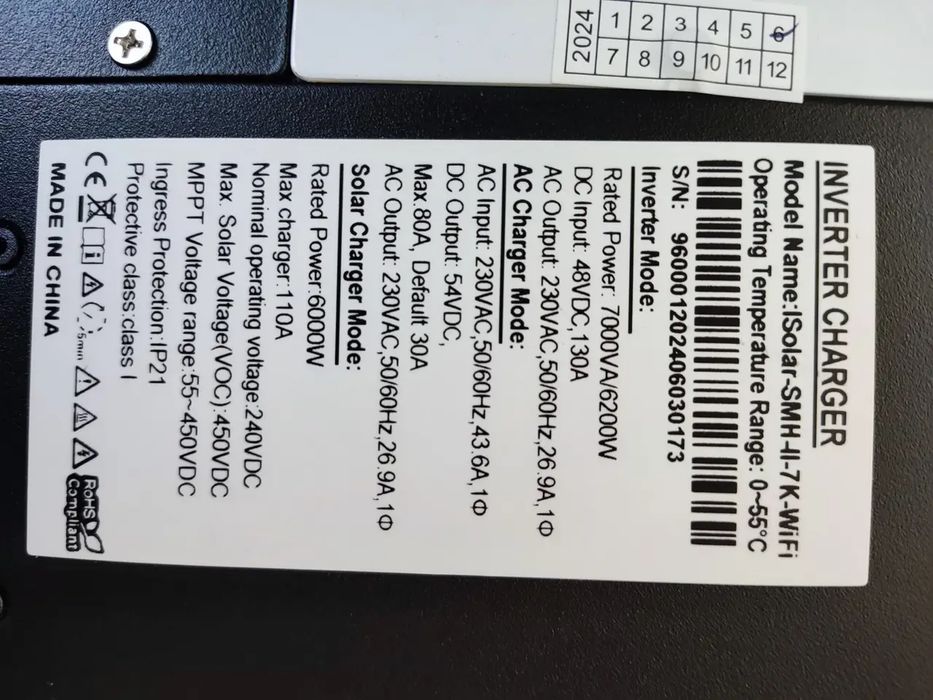 2024
1 2 3 4 5 6
7 8 9 10 11 12
INVERTER CHARGER
Model Name:ISolar-SMH-II-7K-WiFi
Operating Temperature Range: 0~55°C
S/N: 96000120240603​0173
Inverter Mode:
Rated Power: 7000VA/6200W
DC Input: 48VDC,130A
AC Output: 230VAC,50/60Hz,26.9A,1Φ
AC Charger Mode:
AC Input: 230VAC,50/60Hz,43.6A,1Φ
DC Output: 54VDC,
Max.80A, Default 30A
AC Output: 230VAC,50/60Hz,26.9A,1Φ
Solar Charger Mode:
Rated Power:6000W
Max charger:110A
Nominal operating voltage:240VDC
Max. Solar Voltage(VOC):450VDC
MPPT Voltage range:55~450VDC
Ingress Protection:IP21
Protective class:class I
CE 5min RoHS
Compliant
MADE IN CHINA